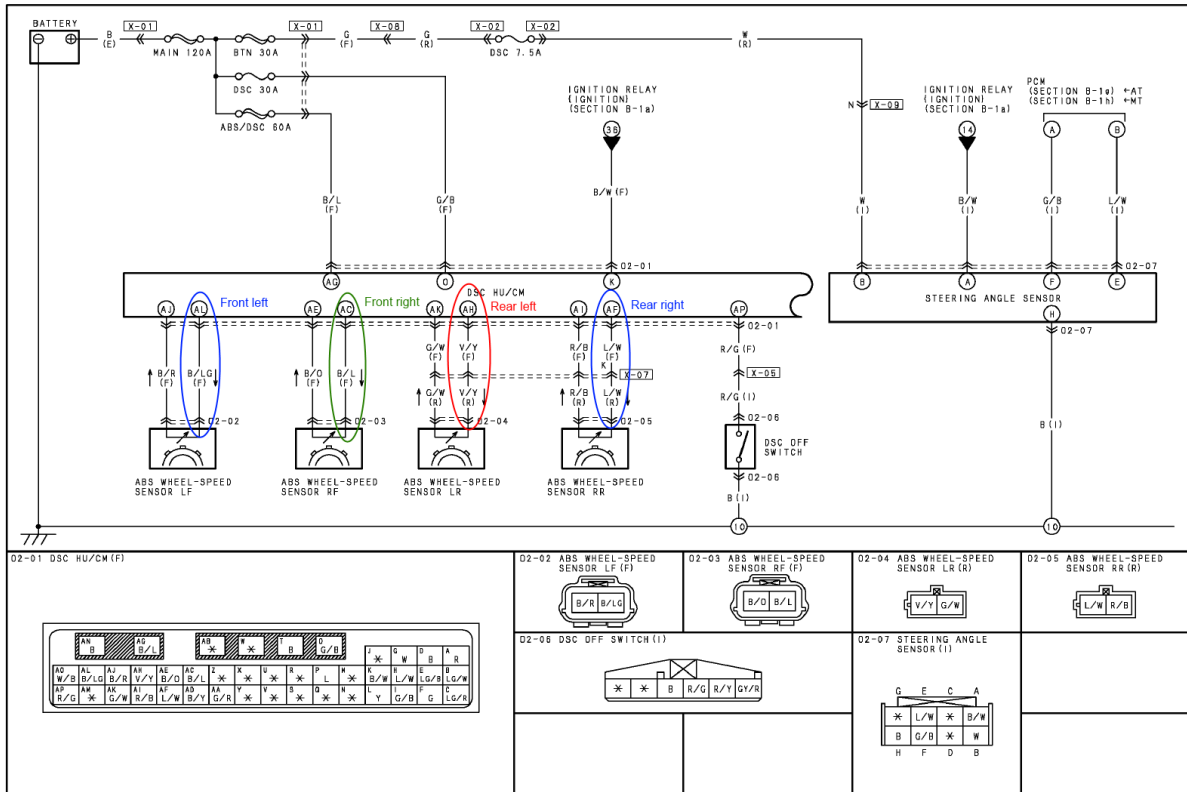 BATTERY
B
(E)
X-01
MAIN 120A
BTN 30A
X-01
G
(F)
X-08
G
(R)
X-02
X-02
DSC 7.5A
W
(R)
DSC 30A
ABS/DSC 60A
IGNITION RELAY
(IGNITION)
(SECTION B-1a)
36
N
X-09
IGNITION RELAY
(IGNITION)
(SECTION B-1a)
14
PCM
(SECTION B-1g) ←AT
(SECTION B-1h) ←MT
A
B
B/L
(F)
G/B
(F)
B/W (F)
W
(I)
B/W
(I)
G/B
(I)
L/W
(I)
AG
O
K
02-01
B
A
F
E
02-07
DSC HU/CM
STEERING ANGLE SENSOR
H
02-07
Front left
Front right
Rear left
Rear right
AJ
AL
AE
AC
AK
AH
AI
AF
AP
02-01
B/R
(F)
B/LG
(F)
B/O
(F)
B/L
(F)
G/W
(F)
V/Y
(F)
R/B
(F)
L/W
(F)
K
X-07
G/W
(R)
V/Y
(R)
R/B
(R)
L/W
(R)
R/G (F)
X-05
R/G (I)
02-02
02-03
02-04
02-05
02-06
DSC OFF
SWITCH
02-06
B (I)
B (I)
ABS WHEEL-SPEED
SENSOR LF
ABS WHEEL-SPEED
SENSOR RF
ABS WHEEL-SPEED
SENSOR LR
ABS WHEEL-SPEED
SENSOR RR
10
10
02-01 DSC HU/CM (F)
AN
B
AG
B/L
AB
*
W
*
T
B
O
G/B
J
*
G
W
D
B
A
R
AO AL AJ AH AE AC Z X U R P M K H E B
W/B B/LG B/R V/Y B/O B/L * * * * L * B/W L/W LG/B LG/W
AP AM AK AI AF AD AA Y V S Q N L I F C
R/G * G/W R/B L/W B/Y G/R * * * * * Y G/B G LG/R
02-02 ABS WHEEL-SPEED
SENSOR LF (F)
B/R B/LG
02-03 ABS WHEEL-SPEED
SENSOR RF (F)
B/O B/L
02-04 ABS WHEEL-SPEED
SENSOR LR (R)
V/Y G/W
02-05 ABS WHEEL-SPEED
SENSOR RR (R)
L/W R/B
02-06 DSC OFF SWITCH (I)
* * B R/G R/Y GY/R
02-07 STEERING ANGLE
SENSOR (I)
G E C A
* L/W * B/W
B G/B * W
H F D B